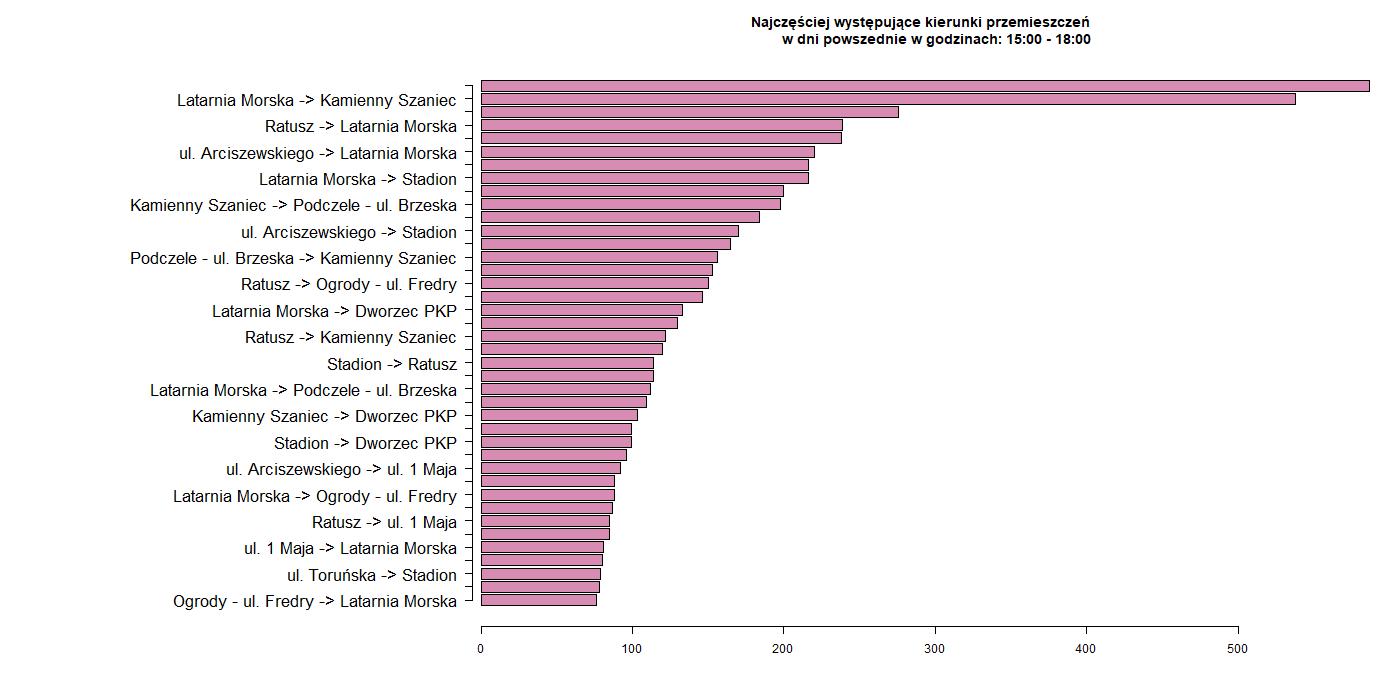 Najczęściej występujące kierunki przemieszczeń
w dni powszednie w godzinach: 15:00 - 18:00
Latarnia Morska -> Kamienny Szaniec
Ratusz -> Latarnia Morska
ul. Arciszewskiego -> Latarnia Morska
Latarnia Morska -> Stadion
Kamienny Szaniec -> Podczele - ul. Brzeska
ul. Arciszewskiego -> Stadion
Podczele - ul. Brzeska -> Kamienny Szaniec
Ratusz -> Ogrody - ul. Fredry
Latarnia Morska -> Dworzec PKP
Ratusz -> Kamienny Szaniec
Stadion -> Ratusz
Latarnia Morska -> Podczele - ul. Brzeska
Kamienny Szaniec -> Dworzec PKP
Stadion -> Dworzec PKP
ul. Arciszewskiego -> ul. 1 Maja
Latarnia Morska -> Ogrody - ul. Fredry
Ratusz -> ul. 1 Maja
ul. 1 Maja -> Latarnia Morska
ul. Toruńska -> Stadion
Ogrody - ul. Fredry -> Latarnia Morska
0 100 200 300 400 500